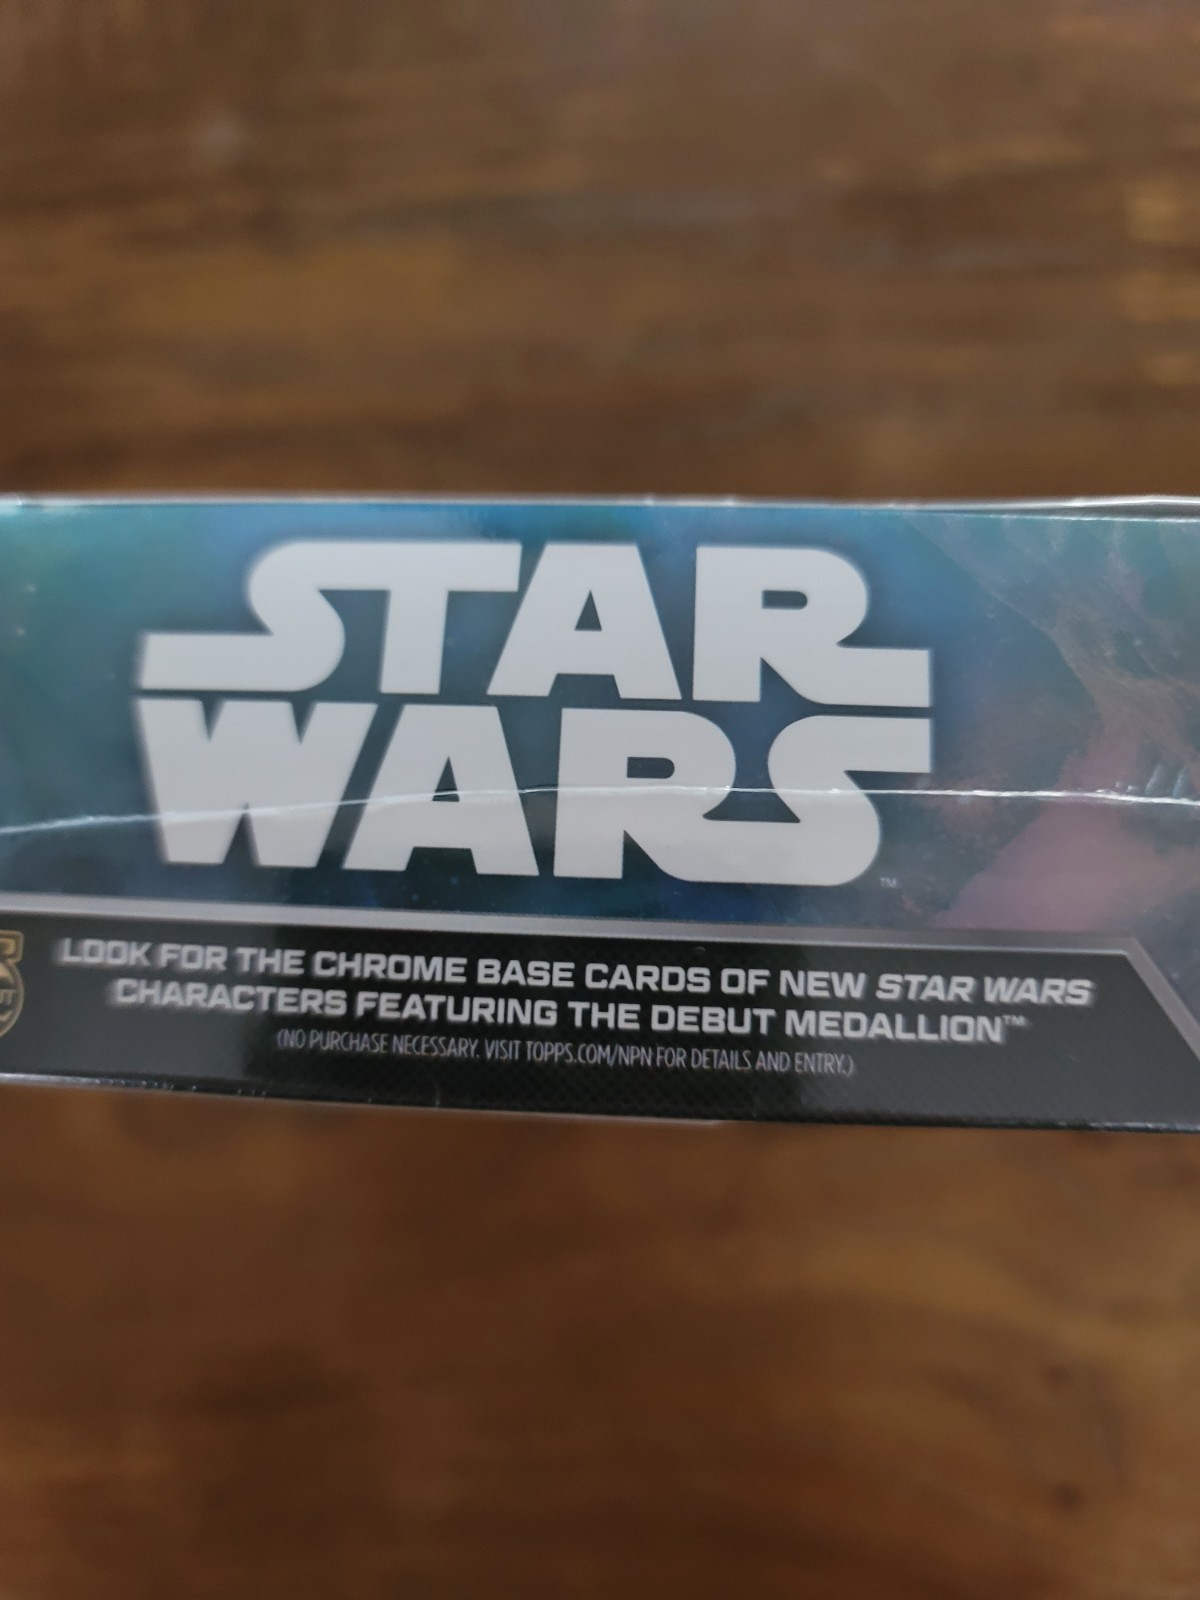 STAR
WARS
™
LOOK FOR THE CHROME BASE CARDS OF NEW STAR WARS
CHARACTERS FEATURING THE DEBUT MEDALLION™
(NO PURCHASE NECESSARY. VISIT TOPPS.COM/NPN FOR DETAILS AND ENTRY.)